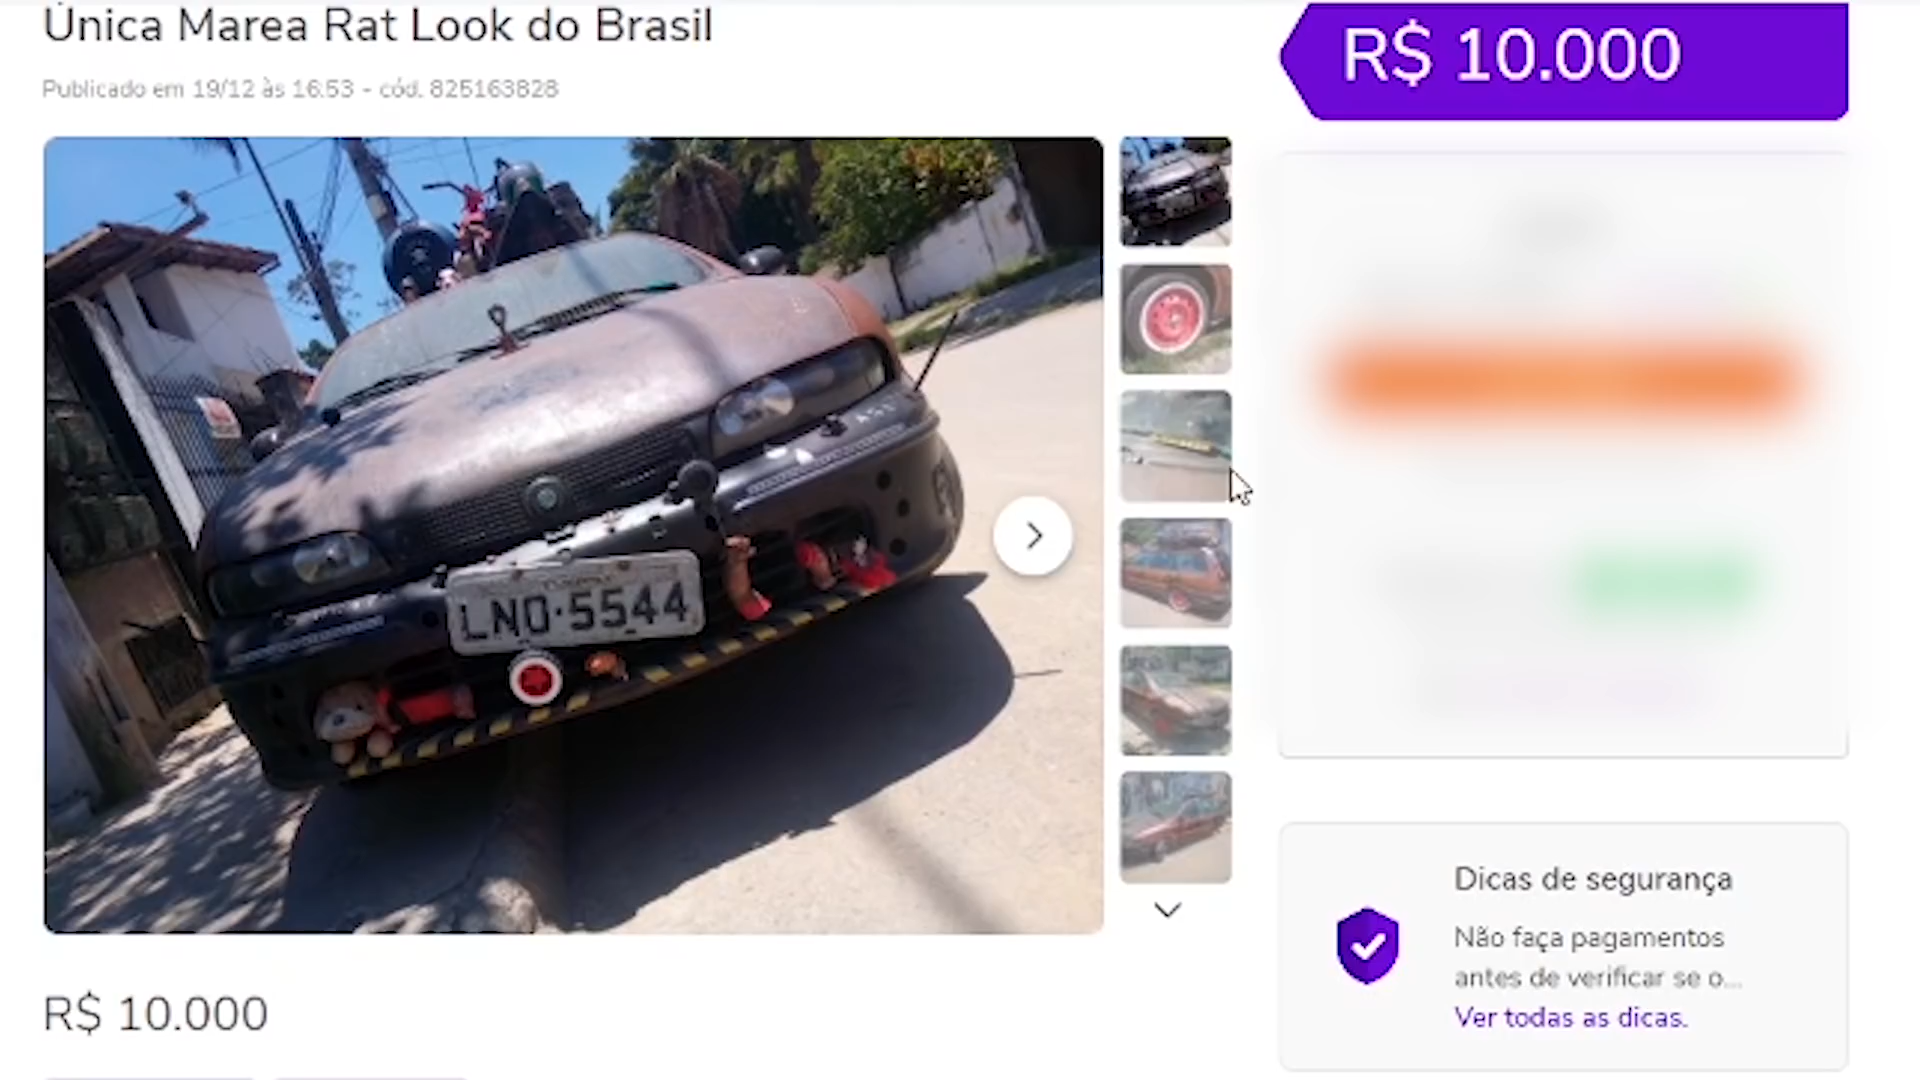 Única Marea Rat Look do Brasil
Publicado em 19/12 às 16:53 - cód. 825163828
R$ 10.000
LNO·5544
R$ 10.000
Dicas de segurança
Não faça pagamentos
antes de verificar se o...
Ver todas as dicas.